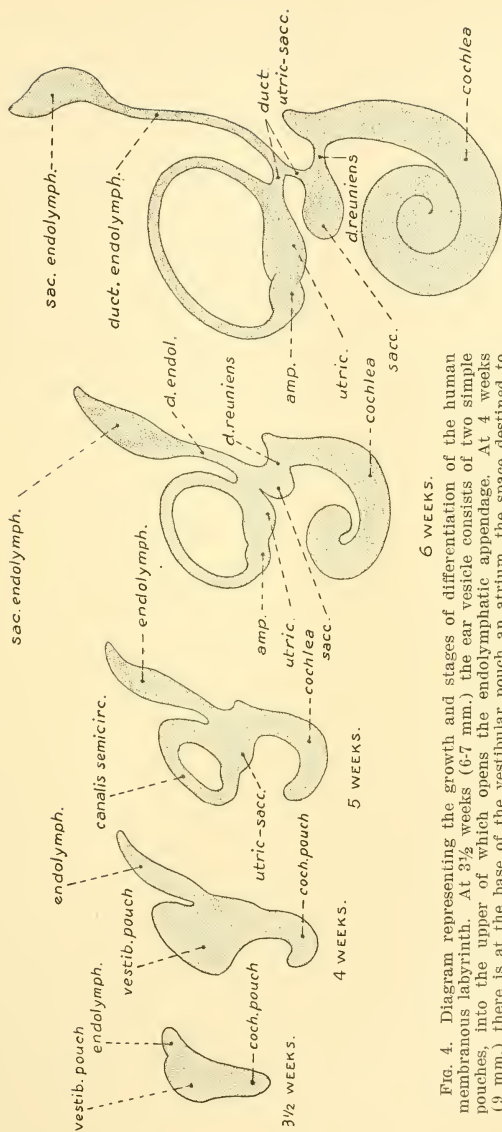 vestib. pouch
endolymph.
coch. pouch
3½ WEEKS.
endolymph.
vestib. pouch
coch. pouch
4 WEEKS.
canalis semicirc.
endolymph.
utric-sacc.
cochlea
5 WEEKS.
sac. endolymph.
d. endol.
d. reuniens
amp.
utric.
sacc.
cochlea
6 WEEKS.
sac. endolymph.
duct. endolymph.
duct.
utric-sacc.
amp.
utric.
sacc.
d. reuniens
cochlea
FIG. 4. Diagram representing the growth and stages of differentiation of the human
membranous labyrinth. At 3½ weeks (6-7 mm.) the ear vesicle consists of two simple
pouches, into the upper of which opens the endolymphatic appendage. At 4 weeks
(9 mm.) there is at the base of the vestibular pouch an atrium, the space destined to